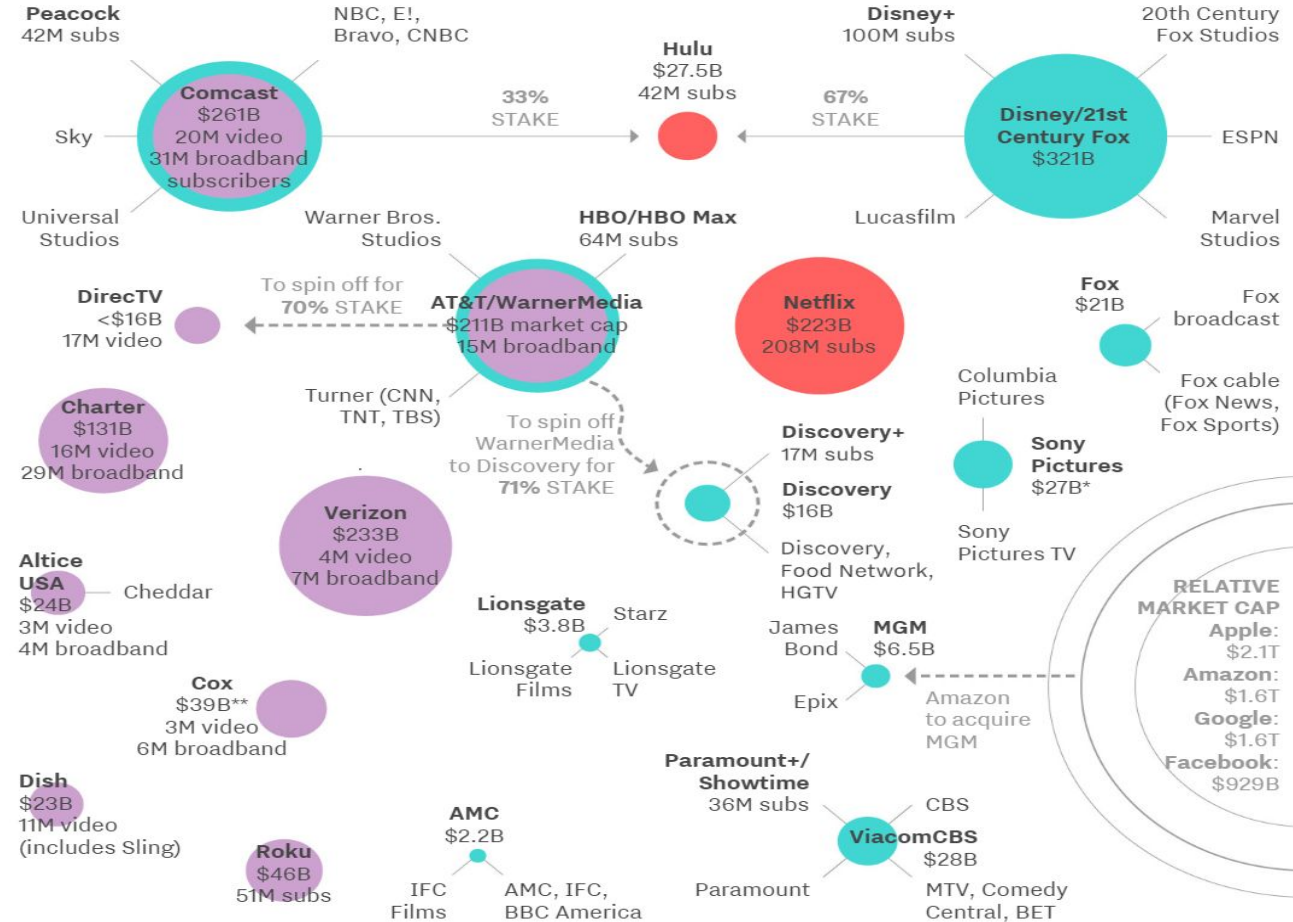 Peacock
42M subs
NBC, E!,
Bravo, CNBC
Comcast
$261B
20M video
31M broadband
subscribers
Sky
Universal
Studios
33%
STAKE
Hulu
$27.5B
42M subs
67%
STAKE
Disney+
100M subs
20th Century
Fox Studios
Disney/21st
Century Fox
$321B
ESPN
Lucasfilm
Marvel
Studios
Warner Bros.
Studios
HBO/HBO Max
64M subs
DirecTV
<$16B
17M video
To spin off for
70% STAKE
AT&T/WarnerMedia
$211B market cap
15M broadband
Turner (CNN,
TNT, TBS)
Netflix
$223B
208M subs
Fox
$21B
Fox
broadcast
Fox cable
(Fox News,
Fox Sports)
Charter
$131B
16M video
29M broadband
To spin off
WarnerMedia
to Discovery for
71% STAKE
Discovery+
17M subs
Discovery
$16B
Discovery,
Food Network,
HGTV
Columbia
Pictures
Sony
Pictures
$27B*
Sony
Pictures TV
Verizon
$233B
4M video
7M broadband
Altice
USA
$24B
3M video
4M broadband
Cheddar
Lionsgate
$3.8B
Starz
Lionsgate
Films
Lionsgate
TV
James
Bond
MGM
$6.5B
Epix
Amazon
to acquire
MGM
RELATIVE
MARKET CAP
Apple:
$2.1T
Amazon:
$1.6T
Google:
$1.6T
Facebook:
$929B
Cox
$39B**
3M video
6M broadband
Dish
$23B
11M video
(includes Sling)
Roku
$46B
51M subs
AMC
$2.2B
IFC
Films
AMC, IFC,
BBC America
Paramount+/
Showtime
36M subs
CBS
ViacomCBS
$28B
Paramount
MTV, Comedy
Central, BET